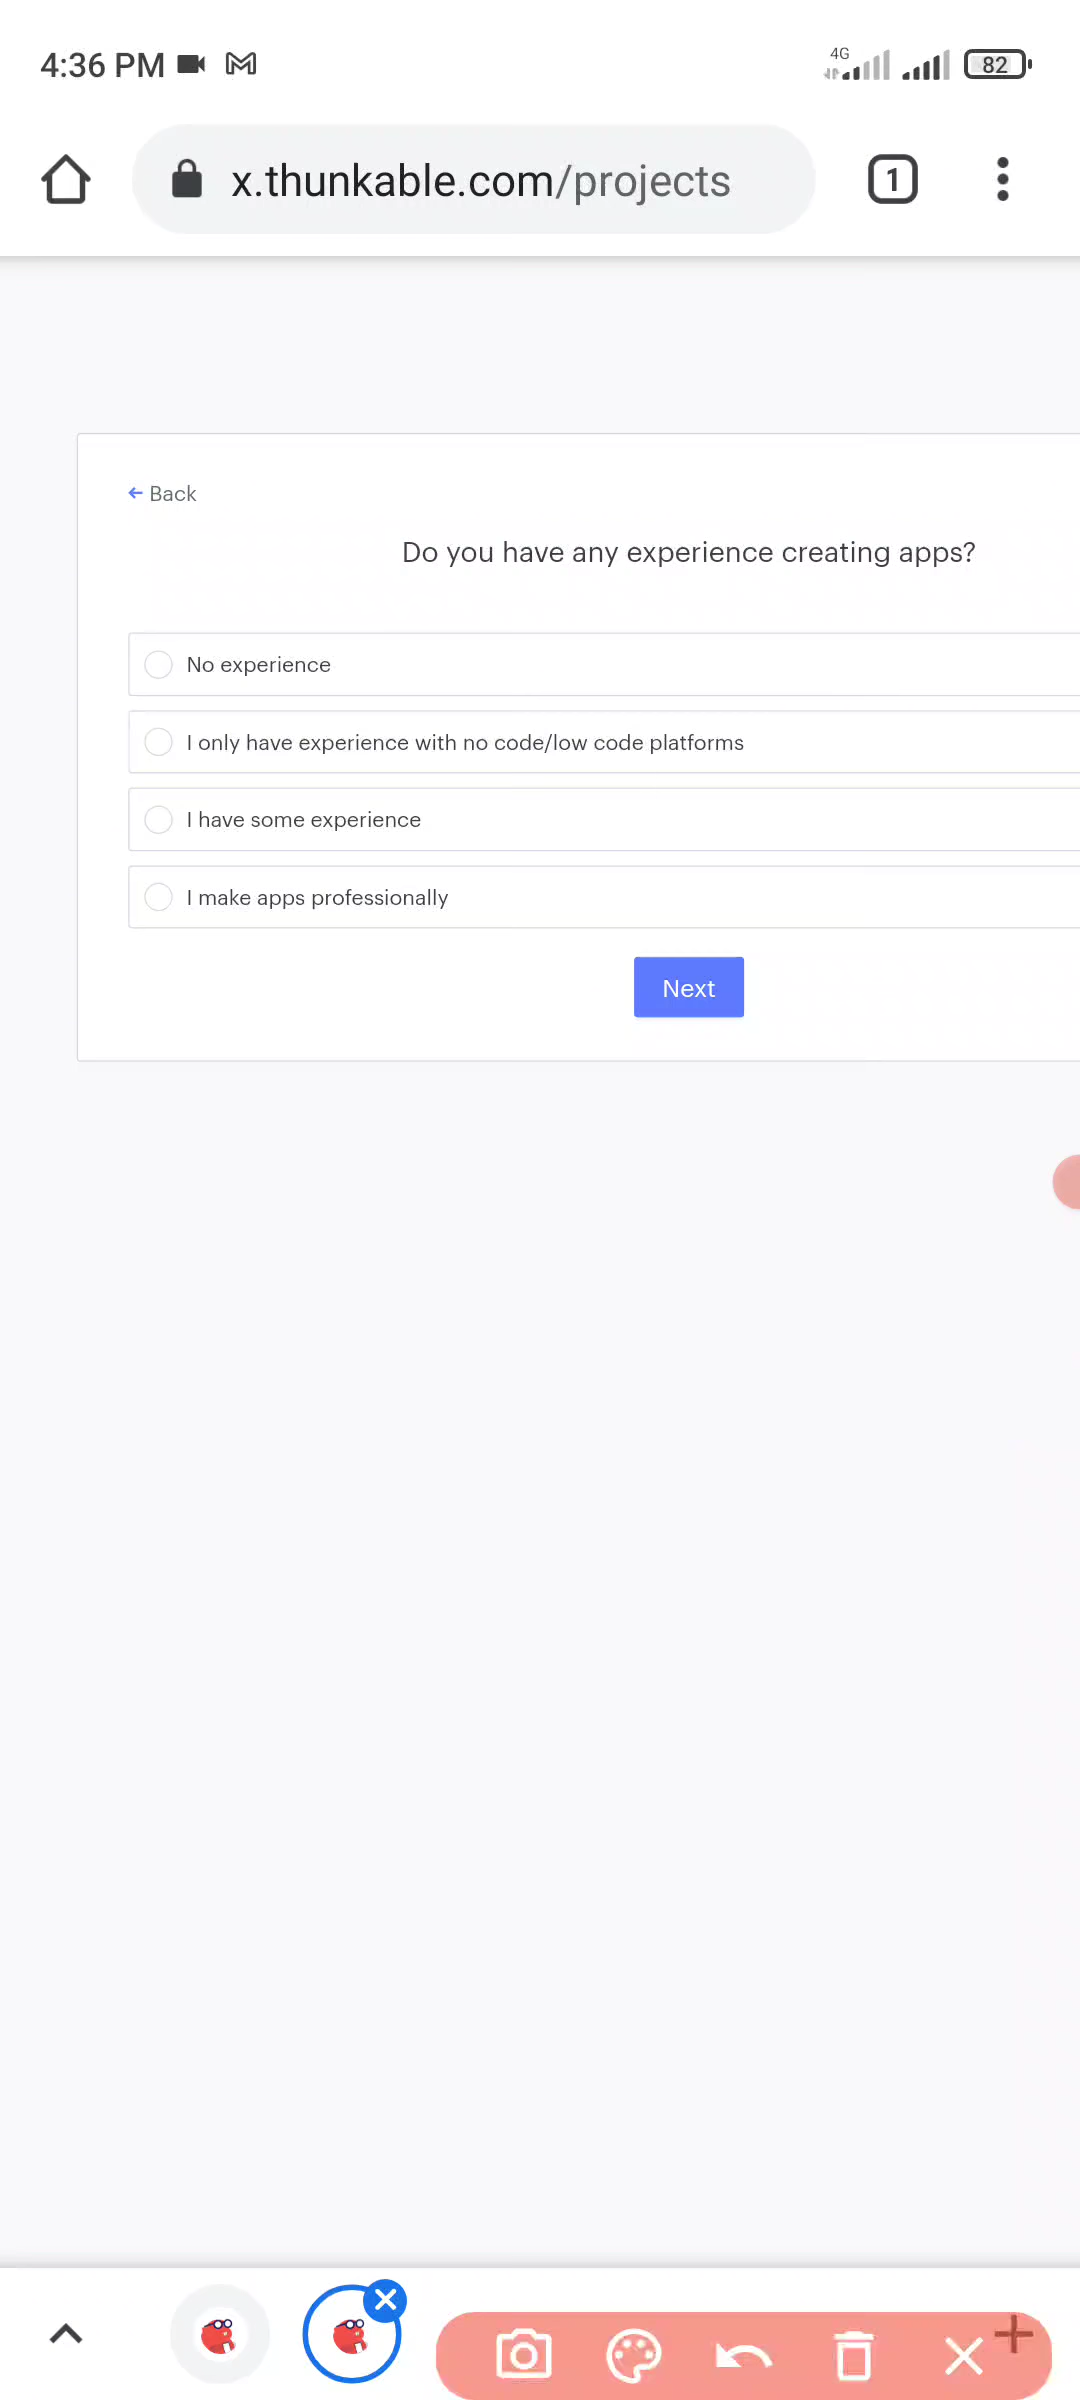 4:36 PM
4G
82
x.thunkable.com/projects
1
Back
Do you have any experience creating apps?
No experience
I only have experience with no code/low code platforms
I have some experience
I make apps professionally
Next